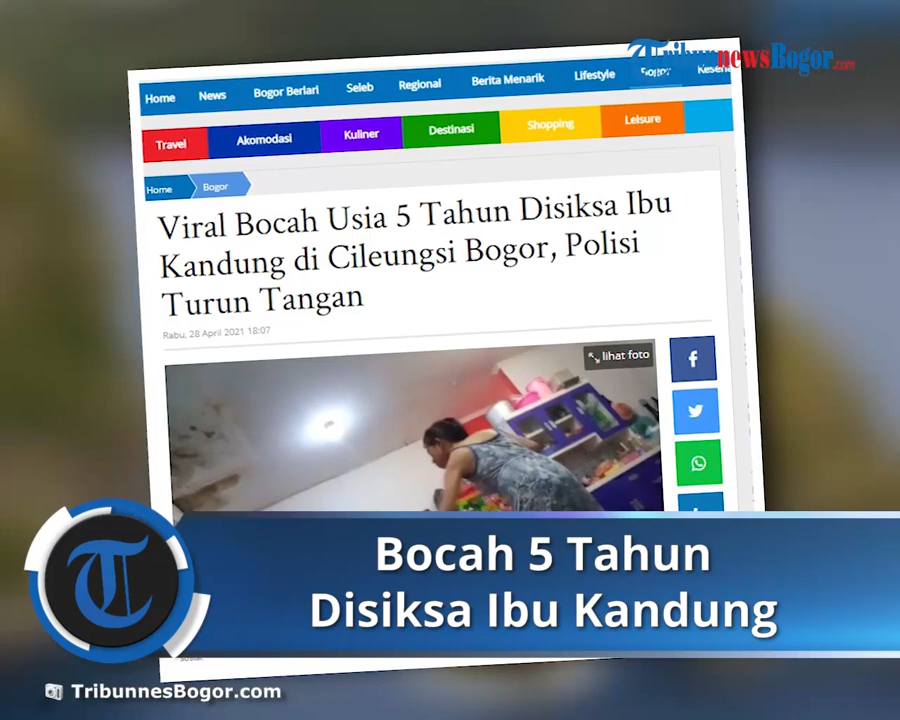 TribunnewsBogor.com
Home News Bogor Berlari Seleb Regional Berita Menarik Lifestyle Bogor
Travel Akomodasi Kuliner Destinasi Shopping Leisure
Home Bogor
Viral Bocah Usia 5 Tahun Disiksa Ibu
Kandung di Cileungsi Bogor, Polisi
Turun Tangan
Rabu, 28 April 2021 18:07
lihat foto
Bocah 5 Tahun
Disiksa Ibu Kandung
TribunnesBogor.com